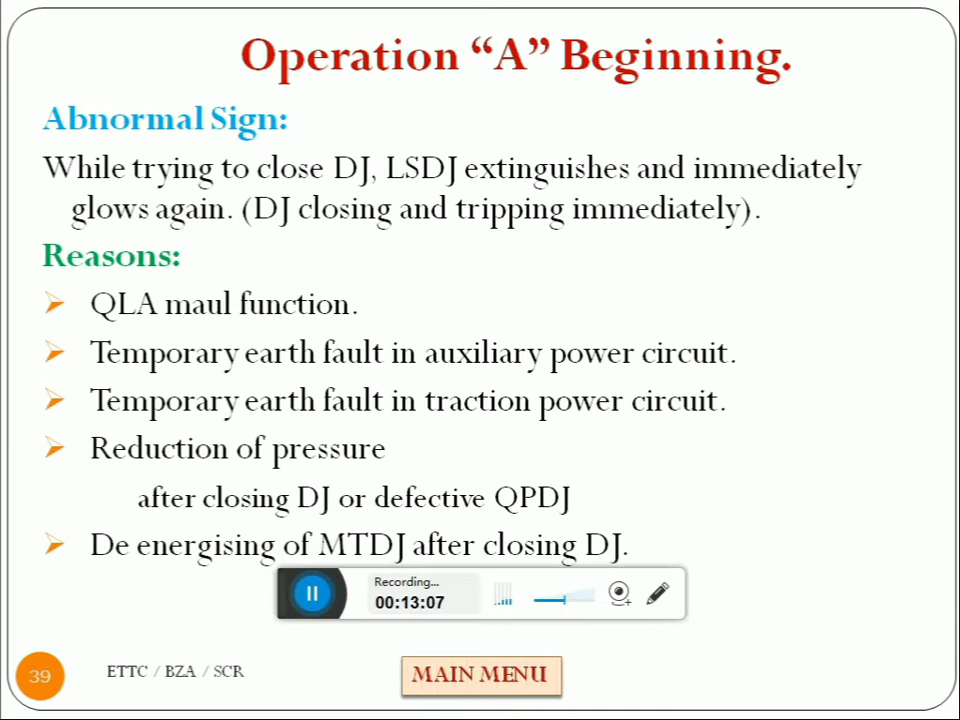 Operation “A” Beginning.
Abnormal Sign:
While trying to close DJ, LSDJ extinguishes and immediately
glows again. (DJ closing and tripping immediately).
Reasons:
QLA maul function.
Temporary earth fault in auxiliary power circuit.
Temporary earth fault in traction power circuit.
Reduction of pressure
after closing DJ or defective QPDJ
De energising of MTDJ after closing DJ.
Recording...
00:13:07
39
ETTC / BZA / SCR
MAIN MENU